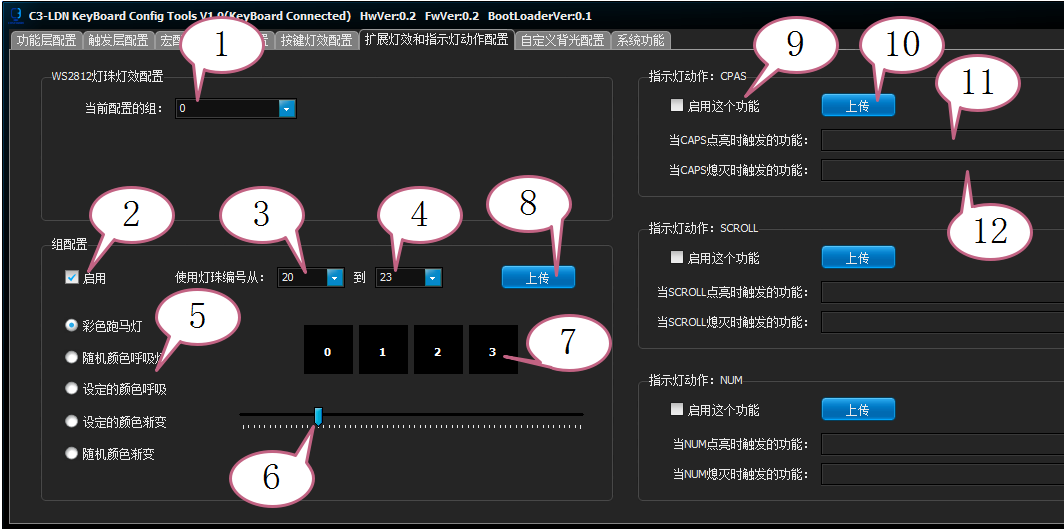 C3-LDN KeyBoard Config Tools V1.0(KeyBoard Connected) HwVer:0.2 FwVer:0.2 BootLoaderVer:0.1
功能层配置 触发层配置 配置 按键灯效配置 扩展灯效和指示灯动作配置 自定义背光配置 系统功能
1
9
10
WS2812灯珠灯效配置
当前配置的组: 0
指示灯动作: CPAS
启用这个功能 上传
11
当CAPS点亮时触发的功能:
当CAPS熄灭时触发的功能:
12
2
3
4
8
组配置
启用 使用灯珠编号从: 20 到 23 上传
指示灯动作: SCROLL
启用这个功能 上传
当SCROLL点亮时触发的功能:
当SCROLL熄灭时触发的功能:
5
7
彩色跑马灯
随机颜色呼吸
设定的颜色呼吸
设定的颜色渐变
随机颜色渐变
0 1 2 3
6
指示灯动作: NUM
启用这个功能 上传
当NUM点亮时触发的功能:
当NUM熄灭时触发的功能: